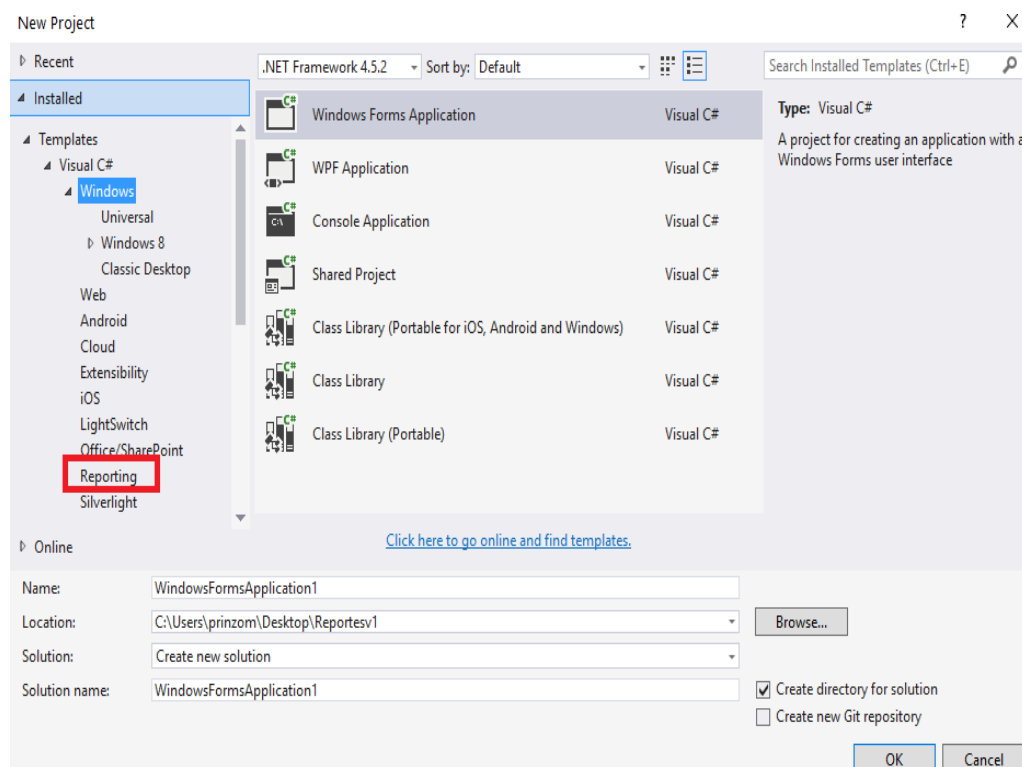 New Project
? X
Recent
.NET Framework 4.5.2 Sort by: Default
Search Installed Templates (Ctrl+E)
Installed
Templates
Visual C#
Windows
Universal
Windows 8
Classic Desktop
Web
Android
Cloud
Extensibility
iOS
LightSwitch
Office/SharePoint
Reporting
Silverlight
Online
Windows Forms Application Visual C#
WPF Application Visual C#
Console Application Visual C#
Shared Project Visual C#
Class Library (Portable for iOS, Android and Windows) Visual C#
Class Library Visual C#
Class Library (Portable) Visual C#
Click here to go online and find templates.
Type: Visual C#
A project for creating an application with a
Windows Forms user interface
Name: WindowsFormsApplication1
Location: C:\Users\prinzom\Desktop\Reportesv1
Browse...
Solution: Create new solution
Solution name: WindowsFormsApplication1
Create directory for solution
Create new Git repository
OK Cancel